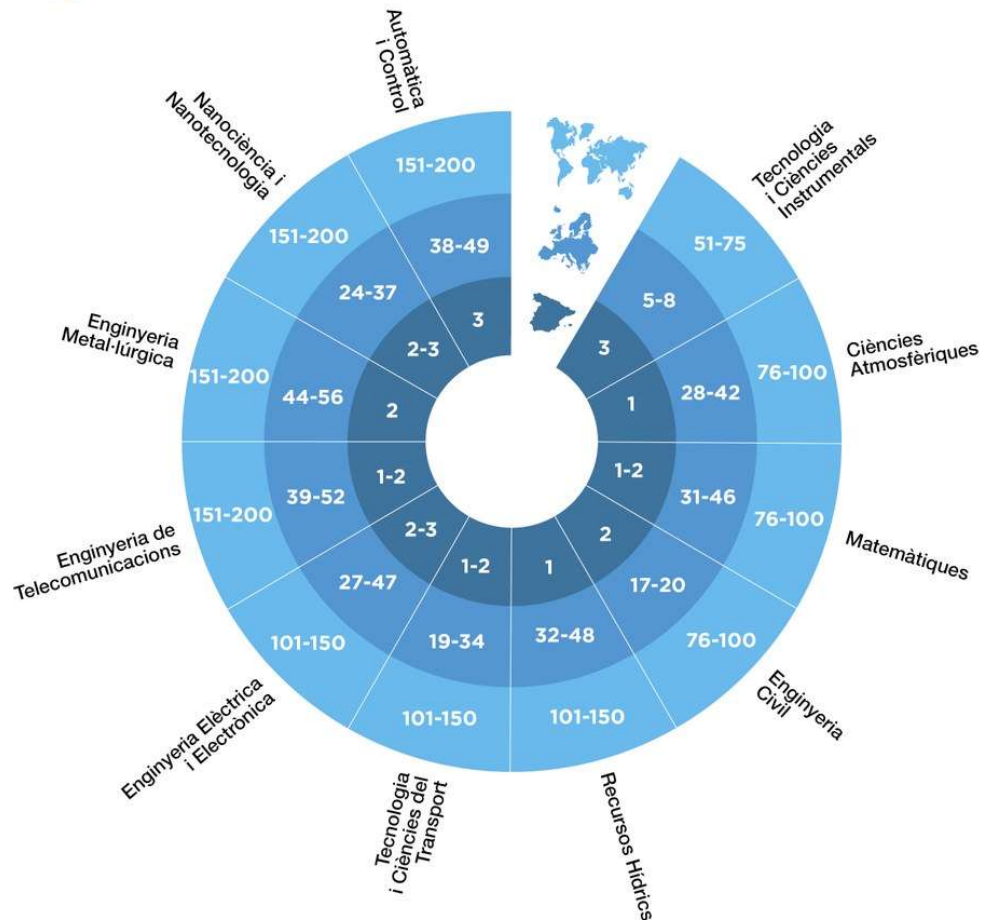 Tecnologia
i Ciències
Instrumentals
51-75
5-8
3
Ciències
Atmosfèriques
76-100
28-42
1
Matemàtiques
76-100
31-46
1-2
Enginyeria
Civil
76-100
17-20
2
Recursos Hídrics
101-150
32-48
1
Tecnologia
i Ciències del
Transport
101-150
19-34
1-2
Enginyeria Elèctrica
i Electrònica
101-150
27-47
2-3
Enginyeria de
Telecomunicacions
151-200
39-52
1-2
Enginyeria
Metal·lúrgica
151-200
44-56
2
Nanociència i
Nanotecnologia
151-200
24-37
2-3
Automàtica
i Control
151-200
38-49
3